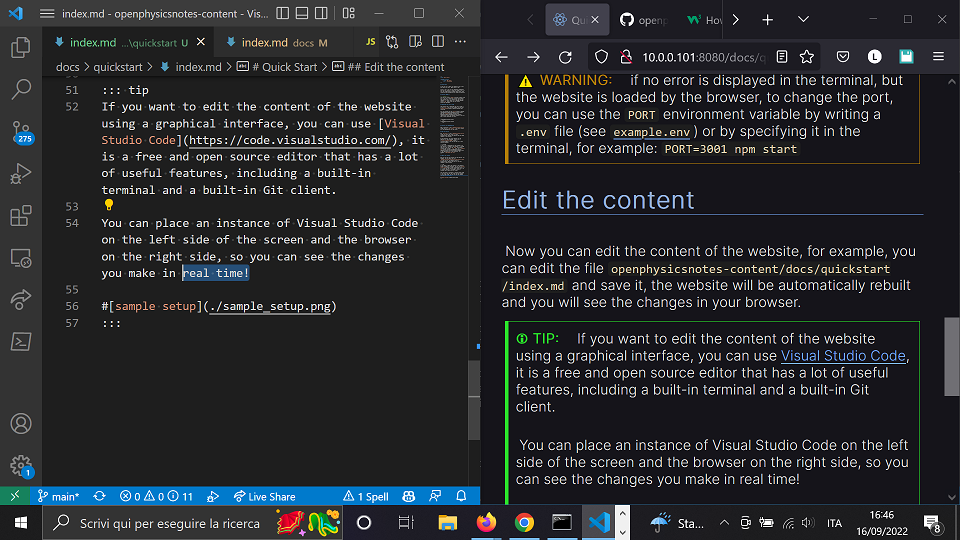 index.md - openphysicsnotes-content - Vis...
index.md ...\quickstart U
index.md docs M
JS
docs > quickstart > index.md > # Quick Start > ## Edit the content
51 ::: tip
52 If you want to edit the content of the website
using a graphical interface, you can use [Visual
Studio Code](https://code.visualstudio.com/), it
is a free and open source editor that has a lot
of useful features, including a built-in
terminal and a built-in Git client.
53
54 You can place an instance of Visual Studio Code
on the left side of the screen and the browser
on the right side, so you can see the changes
you make in real time!
55
56 #[sample setup](./sample_setup.png)
57 :::
275
1
main*
0 0 11
Live Share
1 Spell
Qu
openp
How
10.0.0.101:8080/docs/q
L
WARNING: if no error is displayed in the terminal, but
the website is loaded by the browser, to change the port,
you can use the PORT environment variable by writing a
.env file (see example.env) or by specifying it in the
terminal, for example: PORT=3001 npm start
Edit the content
Now you can edit the content of the website, for example, you
can edit the file openphysicsnotes-content/docs/quickstart
/index.md and save it, the website will be automatically rebuilt
and you will see the changes in your browser.
TIP: If you want to edit the content of the website
using a graphical interface, you can use Visual Studio Code,
it is a free and open source editor that has a lot of useful
features, including a built-in terminal and a built-in Git
client.
You can place an instance of Visual Studio Code on the left
side of the screen and the browser on the right side, so you
can see the changes you make in real time!
Scrivi qui per eseguire la ricerca
Sta...
ITA
16:46
16/09/2022
8